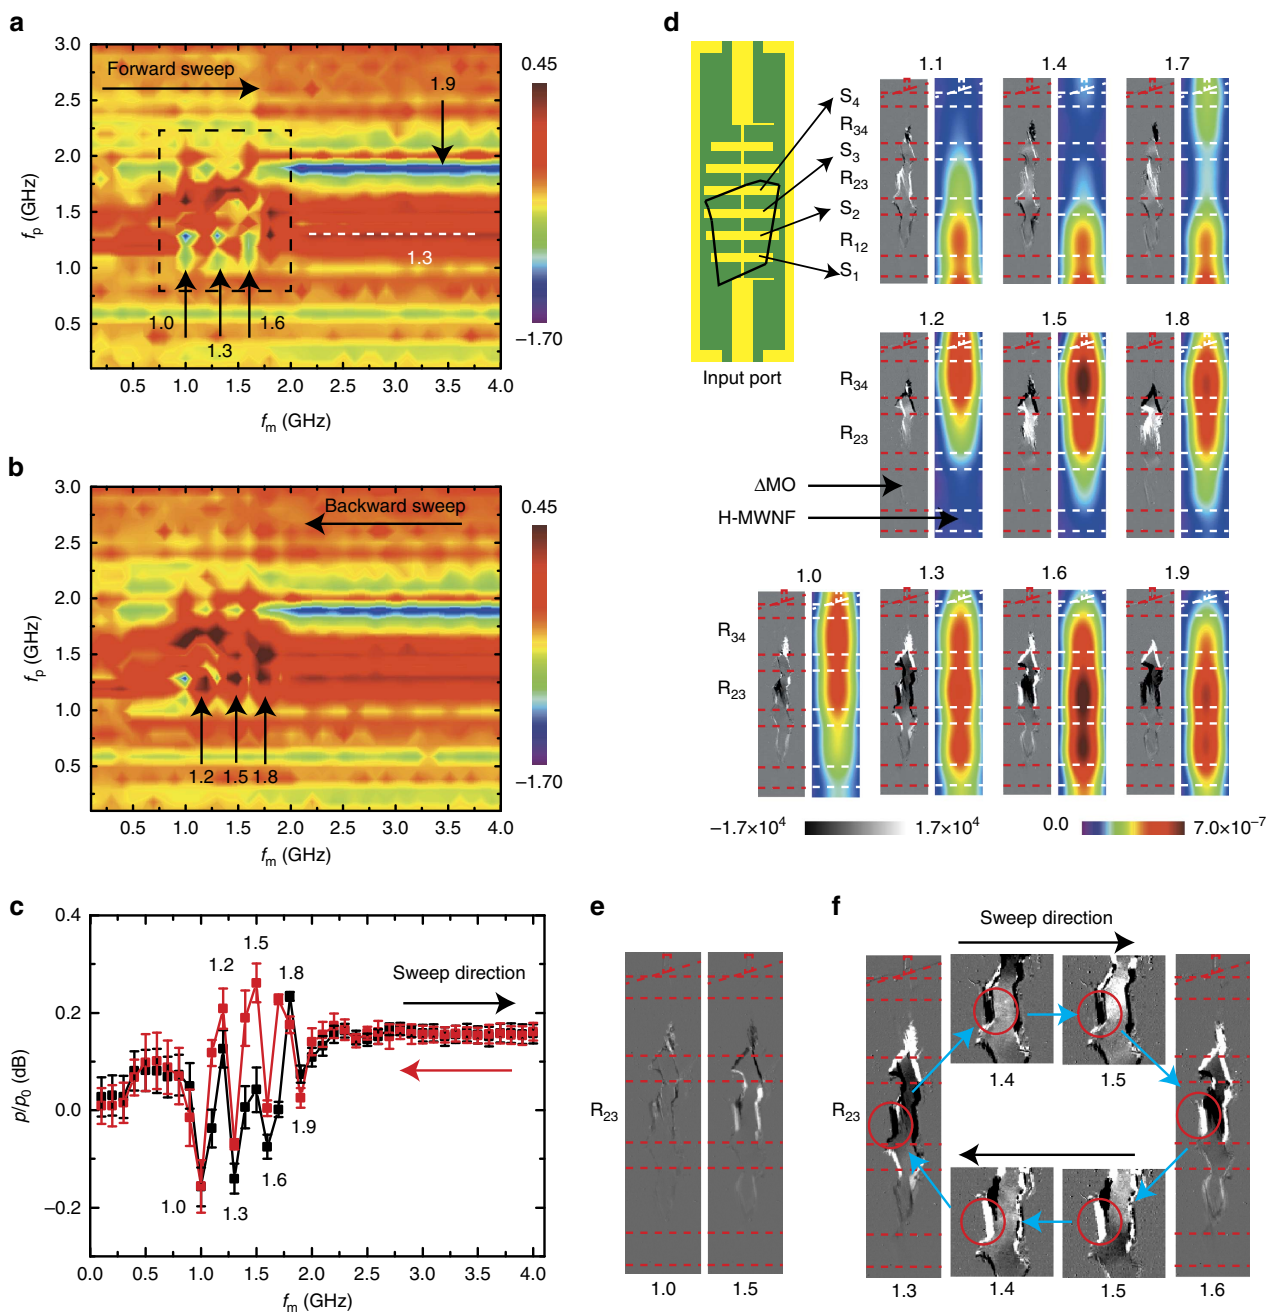 a
3.0
2.5
2.0
1.5
1.0
0.5
fp (GHz)
Forward sweep
1.9
1.3
1.0
1.3
1.6
0.5 1.0 1.5 2.0 2.5 3.0 3.5 4.0
fm (GHz)
0.45
−1.70
b
3.0
2.5
2.0
1.5
1.0
0.5
fp (GHz)
Backward sweep
1.2 1.5 1.8
0.5 1.0 1.5 2.0 2.5 3.0 3.5 4.0
fm (GHz)
0.45
−1.70
c
0.4
0.2
0.0
−0.2
p/p0 (dB)
1.5
1.2
1.8
Sweep direction
1.9
1.6
1.0
1.3
0.0 0.5 1.0 1.5 2.0 2.5 3.0 3.5 4.0
fm (GHz)
d
S4
R34
S3
R23
S2
R12
S1
Input port
1.1 1.4 1.7
1.2 1.5 1.8
R34
R23
ΔMO
H-MWNF
1.0 1.3 1.6 1.9
R34
R23
−1.7×10⁴ 1.7×10⁴ 0.0 7.0×10⁻⁷
e
R23
1.0 1.5
f
Sweep direction
1.4 1.5
R23
1.3 1.4 1.5 1.6